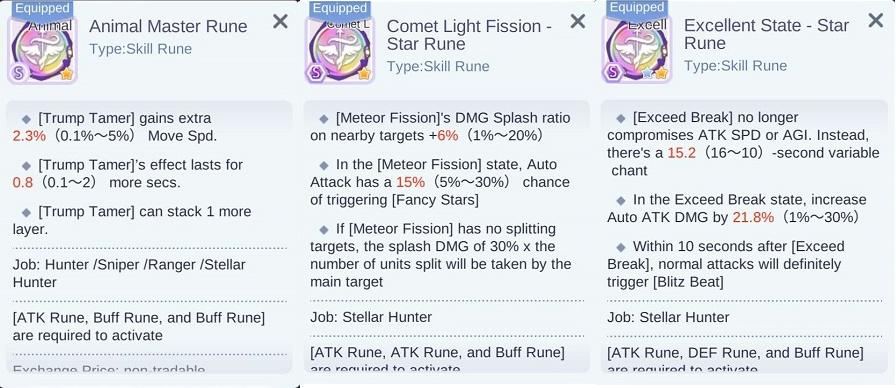 Equipped
Animal
Animal Master Rune
Type:Skill Rune
S
[Trump Tamer] gains extra
2.3%（0.1%～5%） Move Spd.
[Trump Tamer]'s effect lasts for
0.8（0.1～2） more secs.
[Trump Tamer] can stack 1 more
layer.
Job: Hunter /Sniper /Ranger /Stellar
Hunter
[ATK Rune, Buff Rune, and Buff Rune]
are required to activate
Exchange Price: non-tradable
Equipped
Comet L
Comet Light Fission -
Star Rune
Type:Skill Rune
S
[Meteor Fission]'s DMG Splash ratio
on nearby targets +6%（1%～20%）
In the [Meteor Fission] state, Auto
Attack has a 15%（5%～30%） chance
of triggering [Fancy Stars]
If [Meteor Fission] has no splitting
targets, the splash DMG of 30% x the
number of units split will be taken by the
main target
Job: Stellar Hunter
[ATK Rune, ATK Rune, and Buff Rune]
are required to activate
Equipped
Excell
Excellent State - Star
Rune
Type:Skill Rune
S
[Exceed Break] no longer
compromises ATK SPD or AGI. Instead,
there's a 15.2（16～10）-second variable
chant
In the Exceed Break state, increase
Auto ATK DMG by 21.8%（1%～30%）
Within 10 seconds after [Exceed
Break], normal attacks will definitely
trigger [Blitz Beat]
Job: Stellar Hunter
[ATK Rune, DEF Rune, and Buff Rune]
are required to activate